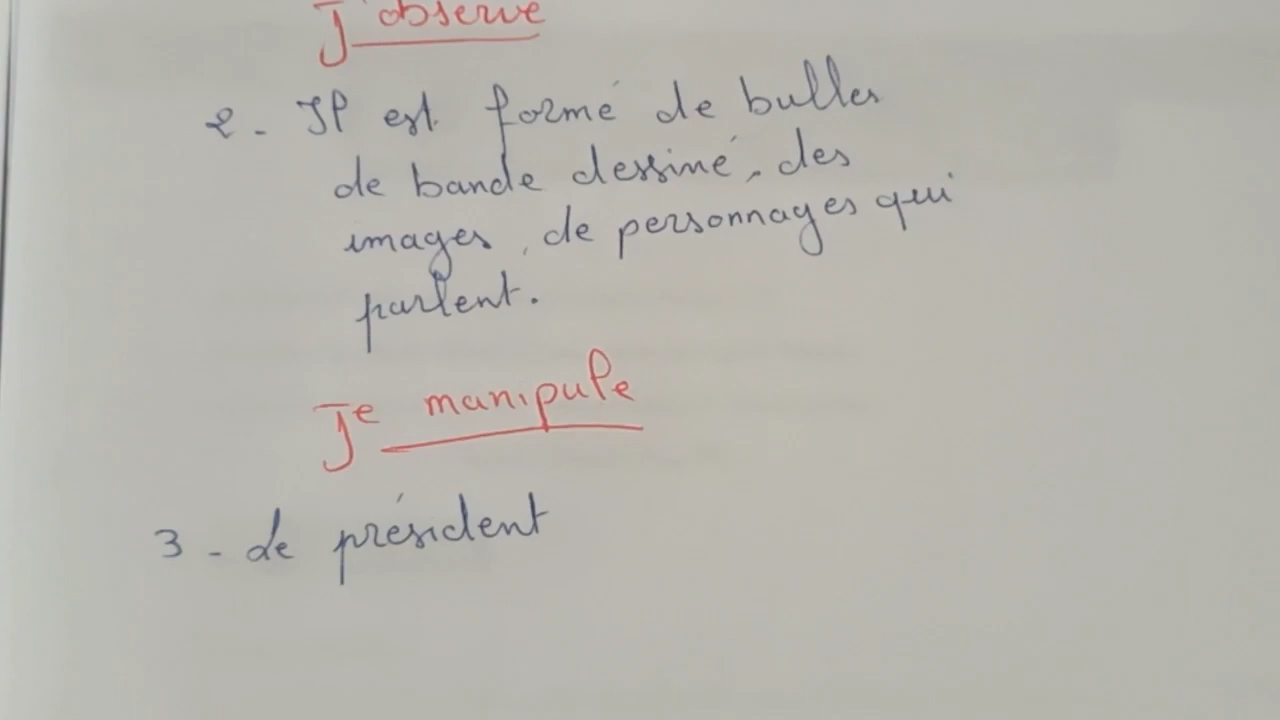 J'observe
2. Il est formé de bulles
de bande dessiné, des
images, de personnages qui
parlent.
Je manipule
3 - Le président